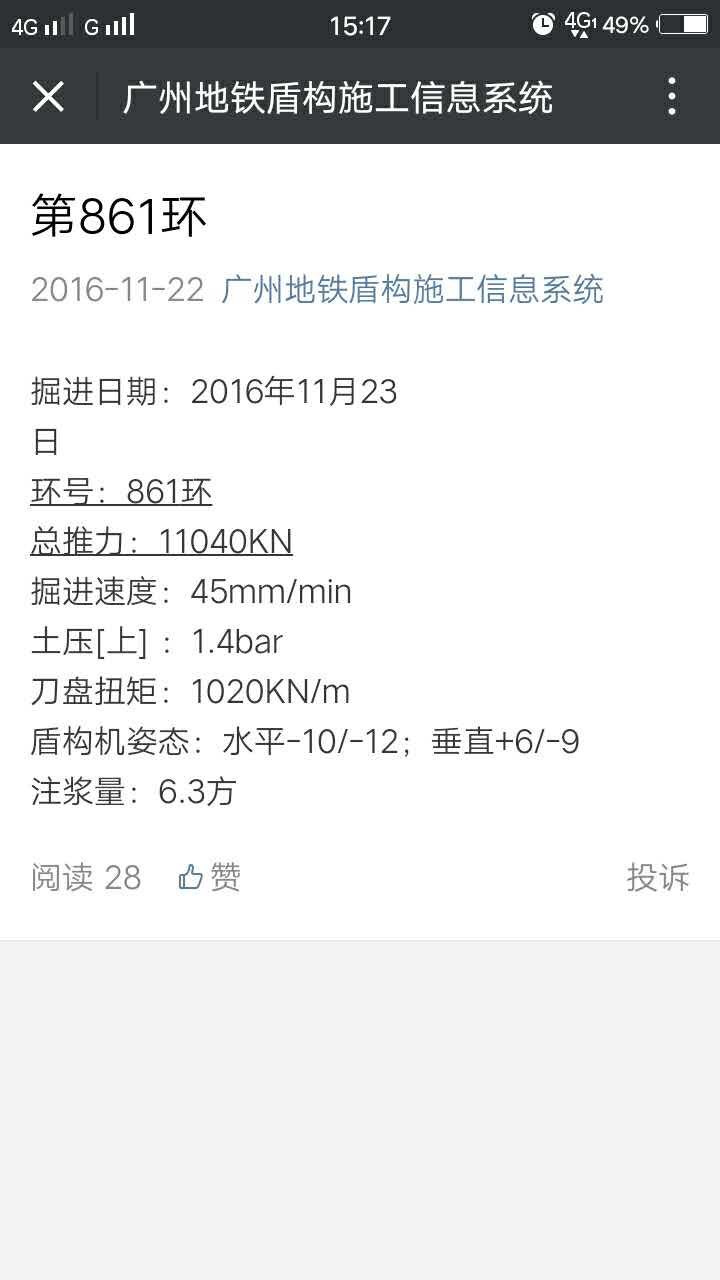 4G G 15:17 4G1 49%
广州地铁盾构施工信息系统
第861环
2016-11-22 广州地铁盾构施工信息系统
掘进日期：2016年11月23
日
环号：861环
总推力：11040KN
掘进速度：45mm/min
土压[上] ：1.4bar
刀盘扭矩：1020KN/m
盾构机姿态：水平-10/-12；垂直+6/-9
注浆量：6.3方
阅读 28 赞 投诉